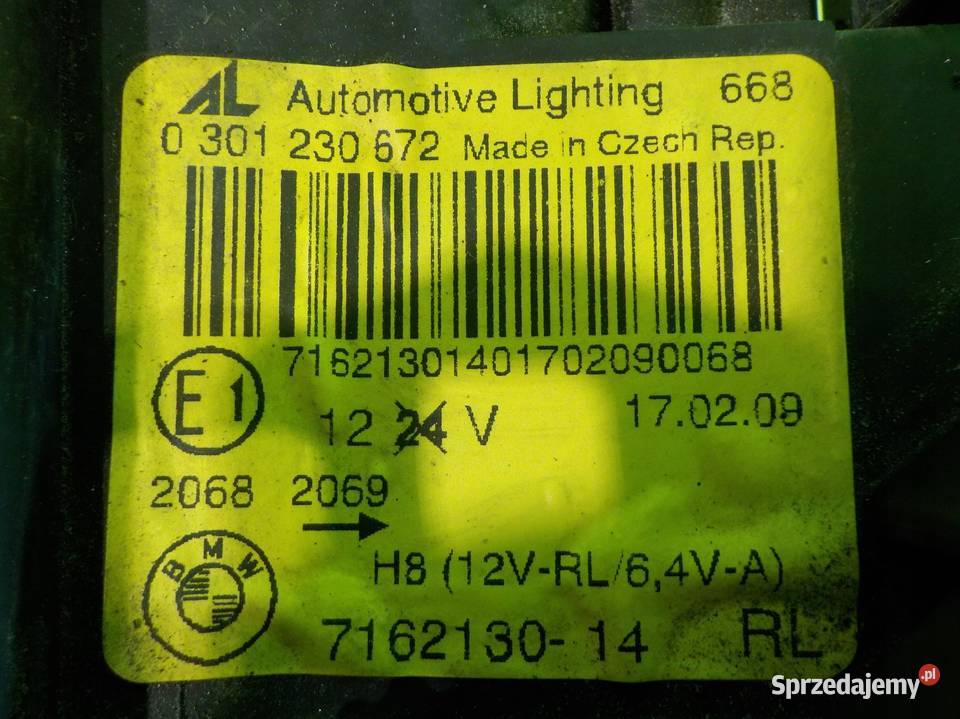 AL Automotive Lighting 668
0 301 230 672 Made in Czech Rep.
71621301401702090068
E1 12 24 V 17.02.09
2068 2069
H8 (12V-RL/6,4V-A)
BMW 7162130-14 RL
Sprzedajemy.pl